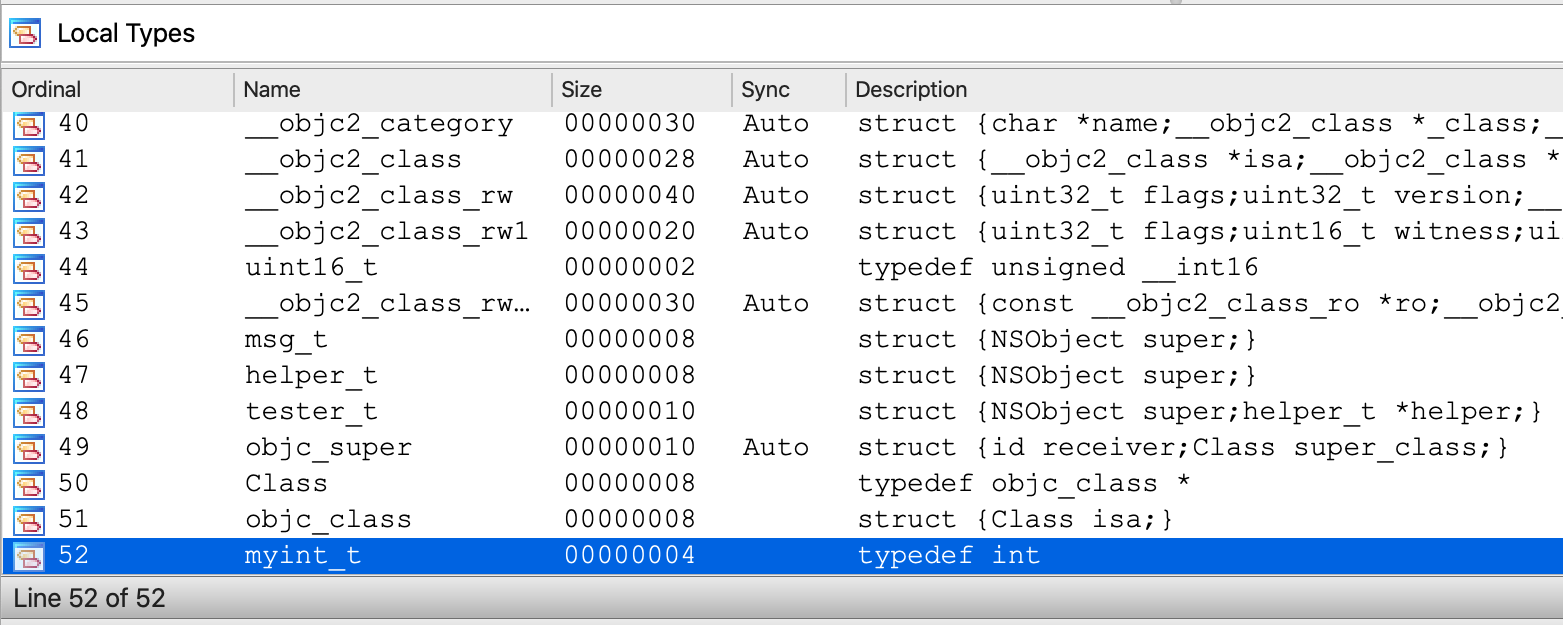 Local Types
Ordinal Name Size Sync Description
40 __objc2_category 00000030 Auto struct {char *name;__objc2_class *_class;_
41 __objc2_class 00000028 Auto struct {__objc2_class *isa;__objc2_class *
42 __objc2_class_rw 00000040 Auto struct {uint32_t flags;uint32_t version;__
43 __objc2_class_rw1 00000020 Auto struct {uint32_t flags;uint16_t witness;ui
44 uint16_t 00000002 typedef unsigned __int16
45 __objc2_class_rw… 00000030 Auto struct {const __objc2_class_ro *ro;__objc2_
46 msg_t 00000008 struct {NSObject super;}
47 helper_t 00000008 struct {NSObject super;}
48 tester_t 00000010 struct {NSObject super;helper_t *helper;}
49 objc_super 00000010 Auto struct {id receiver;Class super_class;}
50 Class 00000008 typedef objc_class *
51 objc_class 00000008 struct {Class isa;}
52 myint_t 00000004 typedef int
Line 52 of 52